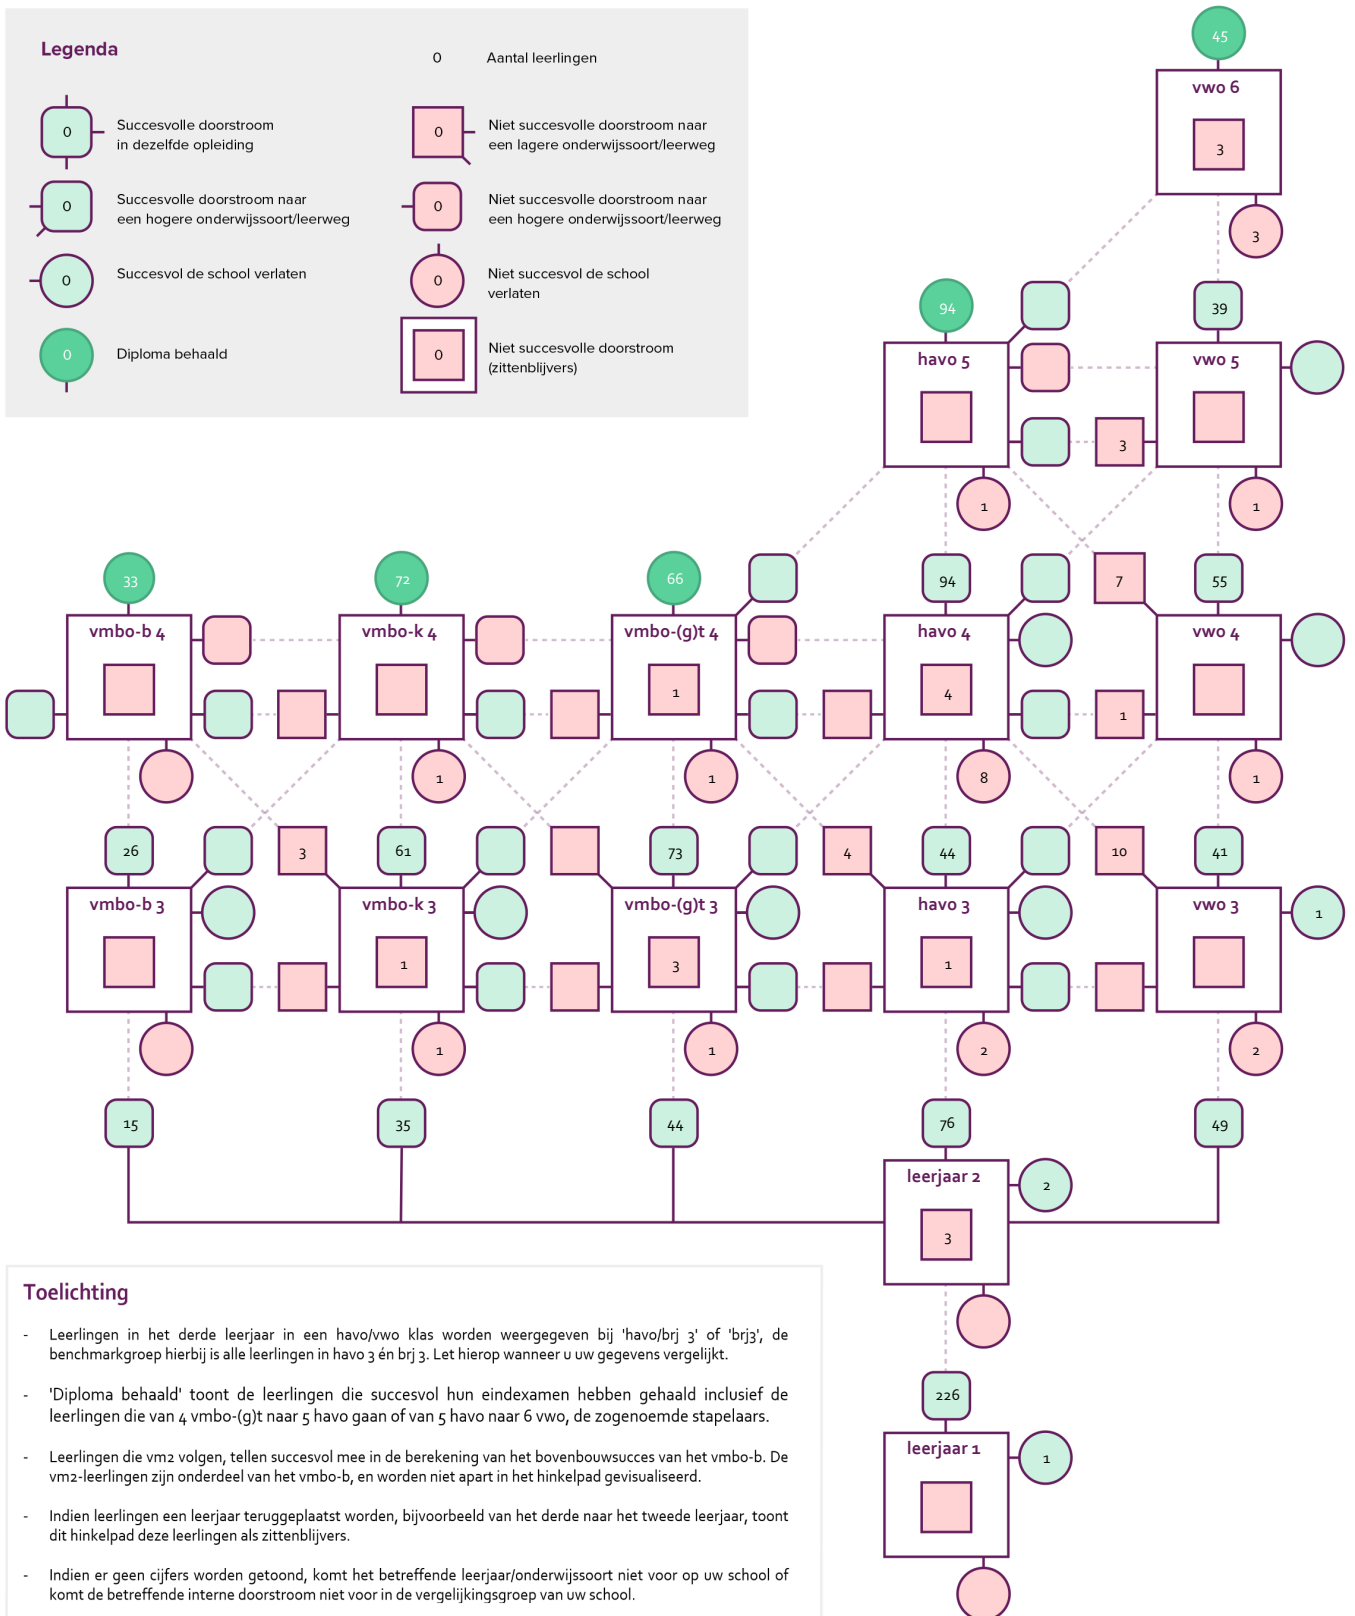 Legenda
0 Aantal leerlingen
0 Succesvolle doorstroom
in dezelfde opleiding
0 Niet succesvolle doorstroom naar
een lagere onderwijssoort/leerweg
0 Succesvolle doorstroom naar
een hogere onderwijssoort/leerweg
0 Niet succesvolle doorstroom naar
een hogere onderwijssoort/leerweg
0 Succesvol de school verlaten
0 Niet succesvol de school
verlaten
0 Diploma behaald
0 Niet succesvolle doorstroom
(zittenblijvers)
45
vwo 6
3
3
94
39
havo 5
vwo 5
3
1
1
33
72
66
94
7
55
vmbo-b 4
vmbo-k 4
vmbo-(g)t 4
havo 4
vwo 4
1
4
1
1
1
8
1
26
3
61
73
4
44
10
41
vmbo-b 3
vmbo-k 3
vmbo-(g)t 3
havo 3
vwo 3
1
1
3
1
1
1
2
2
15
35
44
76
49
leerjaar 2
2
3
226
leerjaar 1
1
Toelichting
- Leerlingen in het derde leerjaar in een havo/vwo klas worden weergegeven bij 'havo/brj 3' of 'brj3', de
benchmarkgroep hierbij is alle leerlingen in havo 3 én brj 3. Let hierop wanneer u uw gegevens vergelijkt.
- 'Diploma behaald' toont de leerlingen die succesvol hun eindexamen hebben gehaald inclusief de
leerlingen die van 4 vmbo-(g)t naar 5 havo gaan of van 5 havo naar 6 vwo, de zogenoemde stapelaars.
- Leerlingen die vm2 volgen, tellen succesvol mee in de berekening van het bovenbouwsucces van het vmbo-b. De
vm2-leerlingen zijn onderdeel van het vmbo-b, en worden niet apart in het hinkelpad gevisualiseerd.
- Indien leerlingen een leerjaar teruggeplaatst worden, bijvoorbeeld van het derde naar het tweede leerjaar, toont
dit hinkelpad deze leerlingen als zittenblijvers.
- Indien er geen cijfers worden getoond, komt het betreffende leerjaar/onderwijssoort niet voor op uw school of
komt de betreffende interne doorstroom niet voor in de vergelijkingsgroep van uw school.